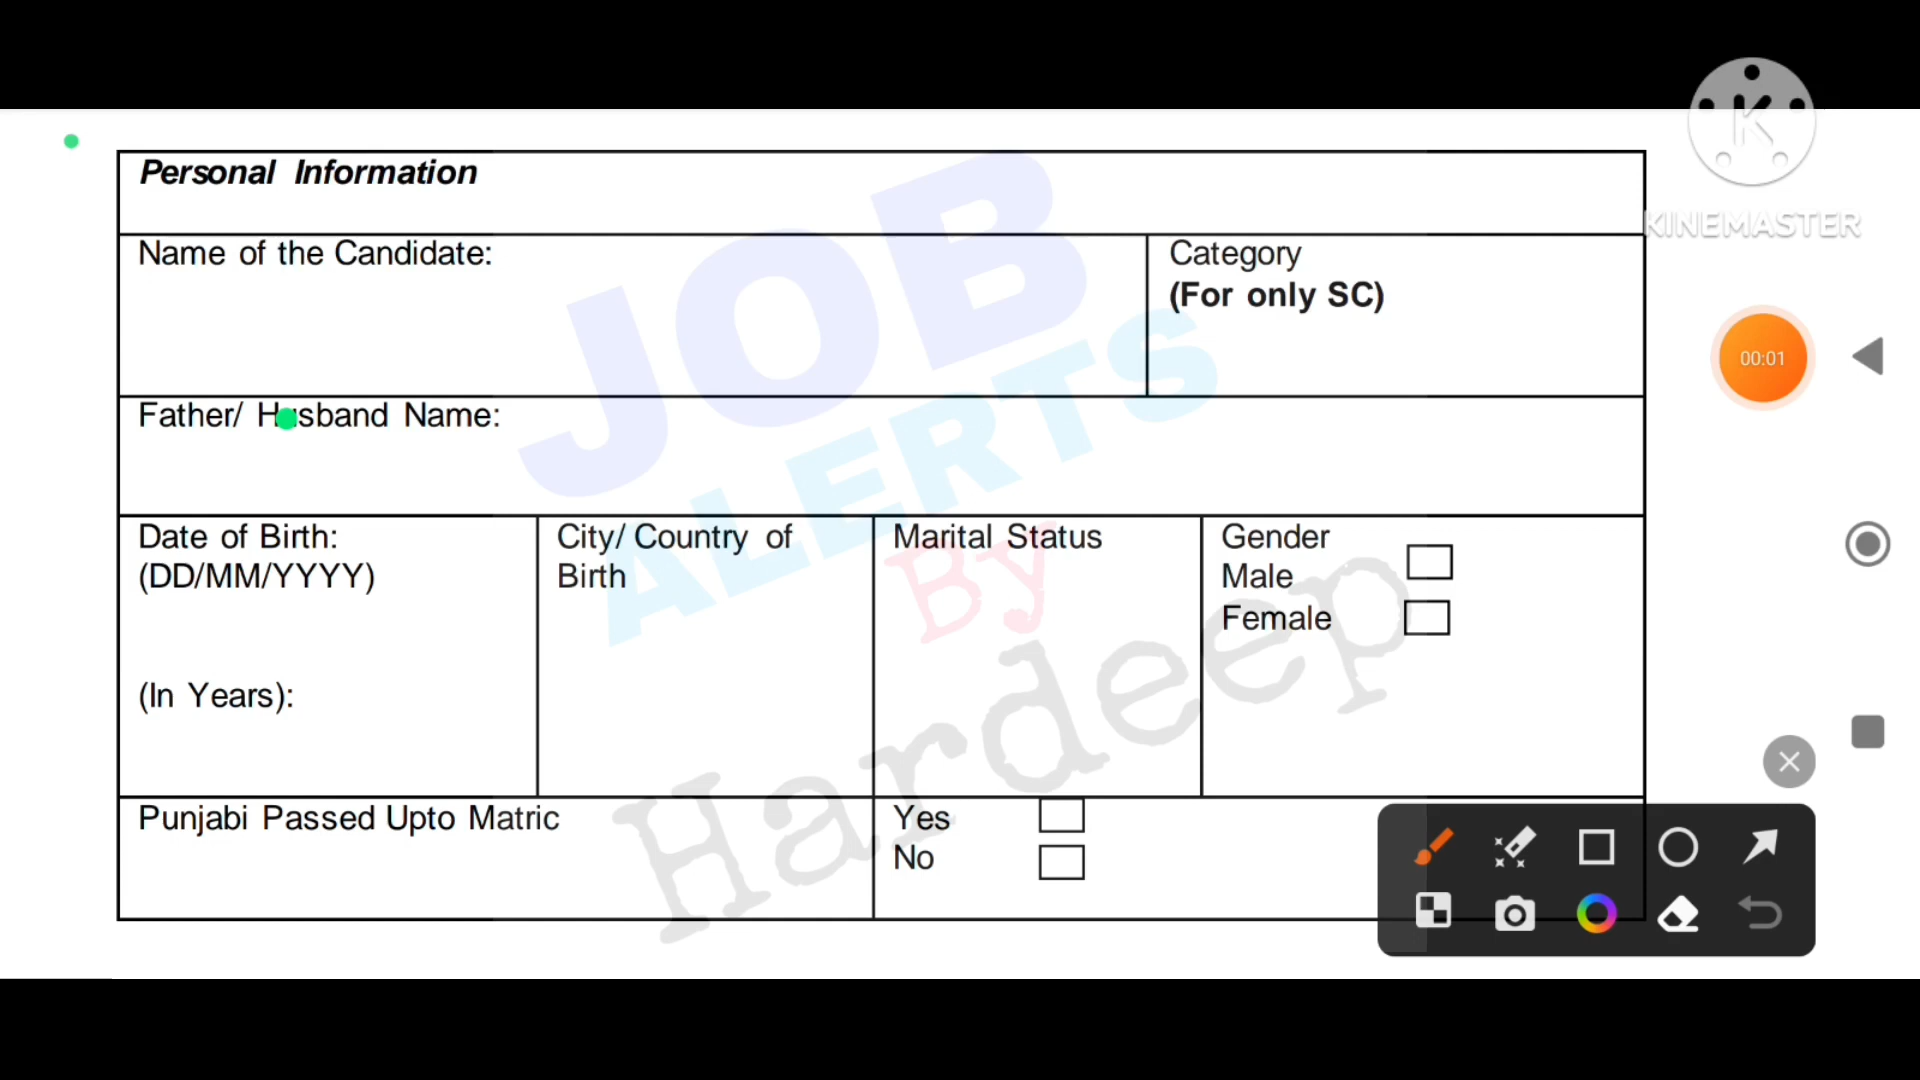 Personal Information
Name of the Candidate:
Category
(For only SC)
Father/ Husband Name:
Date of Birth:
(DD/MM/YYYY)
(In Years):
City/ Country of
Birth
Marital Status
Gender
Male
Female
Punjabi Passed Upto Matric
Yes
No
JOB
ALERTS
By
Hardeep
K
KINEMASTER
00:01